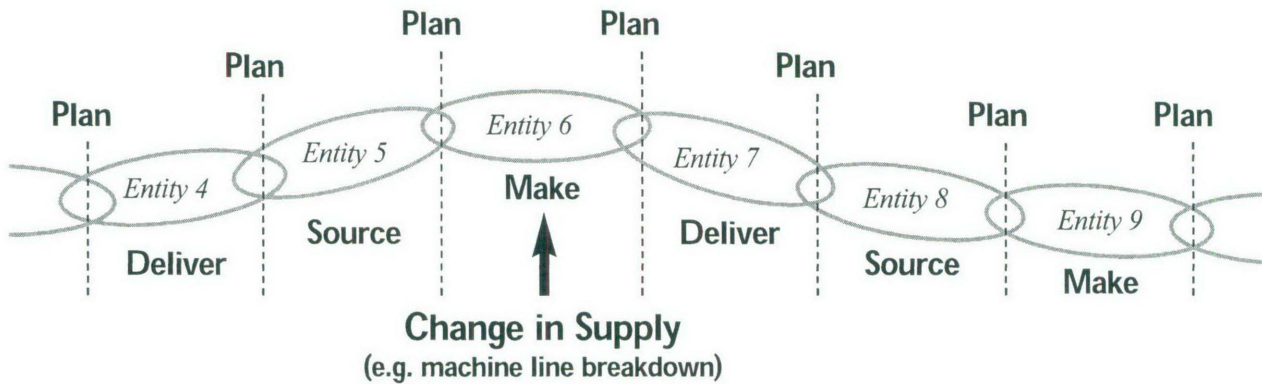 Plan
Plan
Plan
Plan
Plan
Plan
Plan
Entity 4
Entity 5
Entity 6
Entity 7
Entity 8
Entity 9
Deliver
Source
Make
Deliver
Source
Make
Change in Supply
(e.g. machine line breakdown)